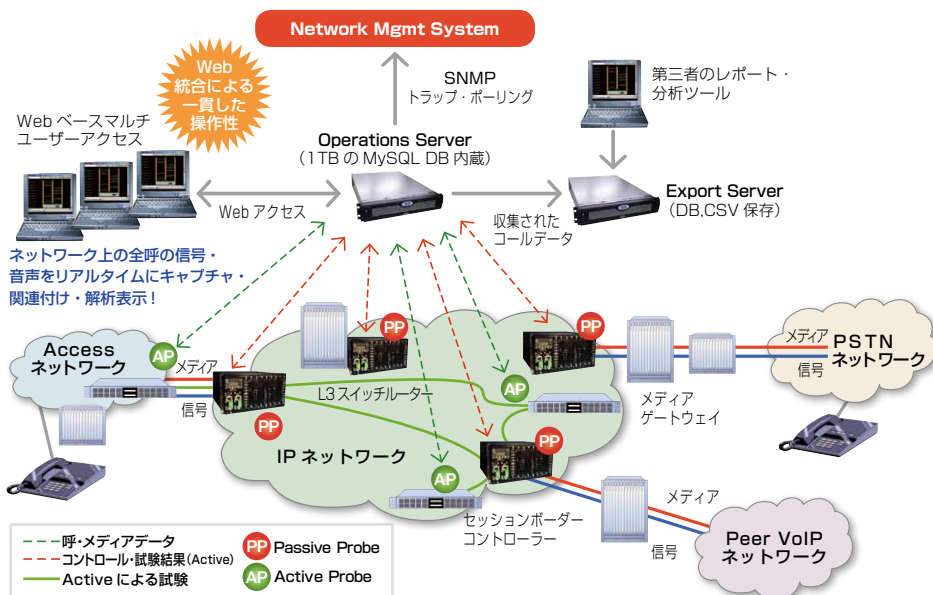 Network Mgmt System
Web
統合による
一貫した
操作性
SNMP
トラップ・ポーリング
第三者のレポート・
分析ツール
Web ベースマルチ
ユーザーアクセス
Operations Server
(1TB の MySQL DB 内蔵)
Export Server
(DB,CSV 保存)
Web アクセス
収集された
コールデータ
ネットワーク上の全呼の信号・
音声をリアルタイムにキャプチャ・
関連付け・解析表示!
Access
ネットワーク
AP
メディア
信号
PP
PP
L3 スイッチルーター
PP
AP
メディア
ゲートウェイ
メディア
信号
PSTN
ネットワーク
IP ネットワーク
AP
PP
セッションボーダー
コントローラー
メディア
信号
Peer VoIP
ネットワーク
呼・メディアデータ
コントロール・試験結果(Active)
Active による試験
PP Passive Probe
AP Active Probe